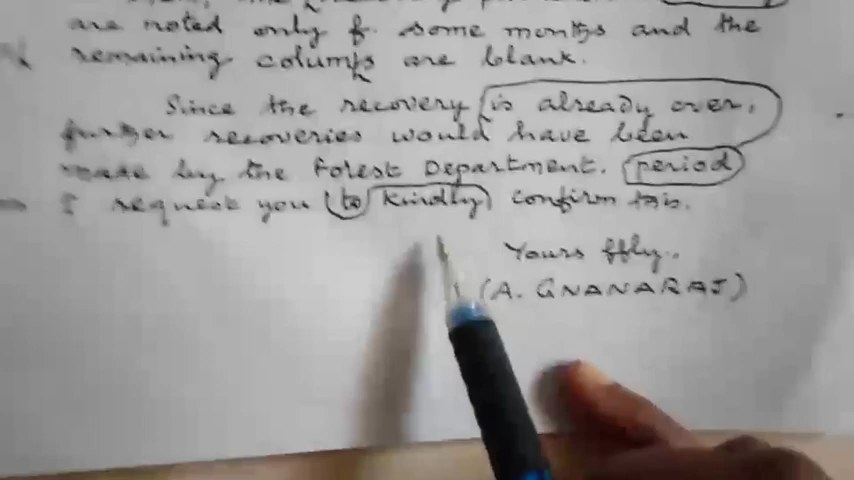 are noted only f. some months and the
remaining columns are blank.
Since the recovery is already over,
further recoveries would have been
made by the Forest Department. period
I request you to kindly confirm this.
Yours ffly..
(A. GNANARAJ)